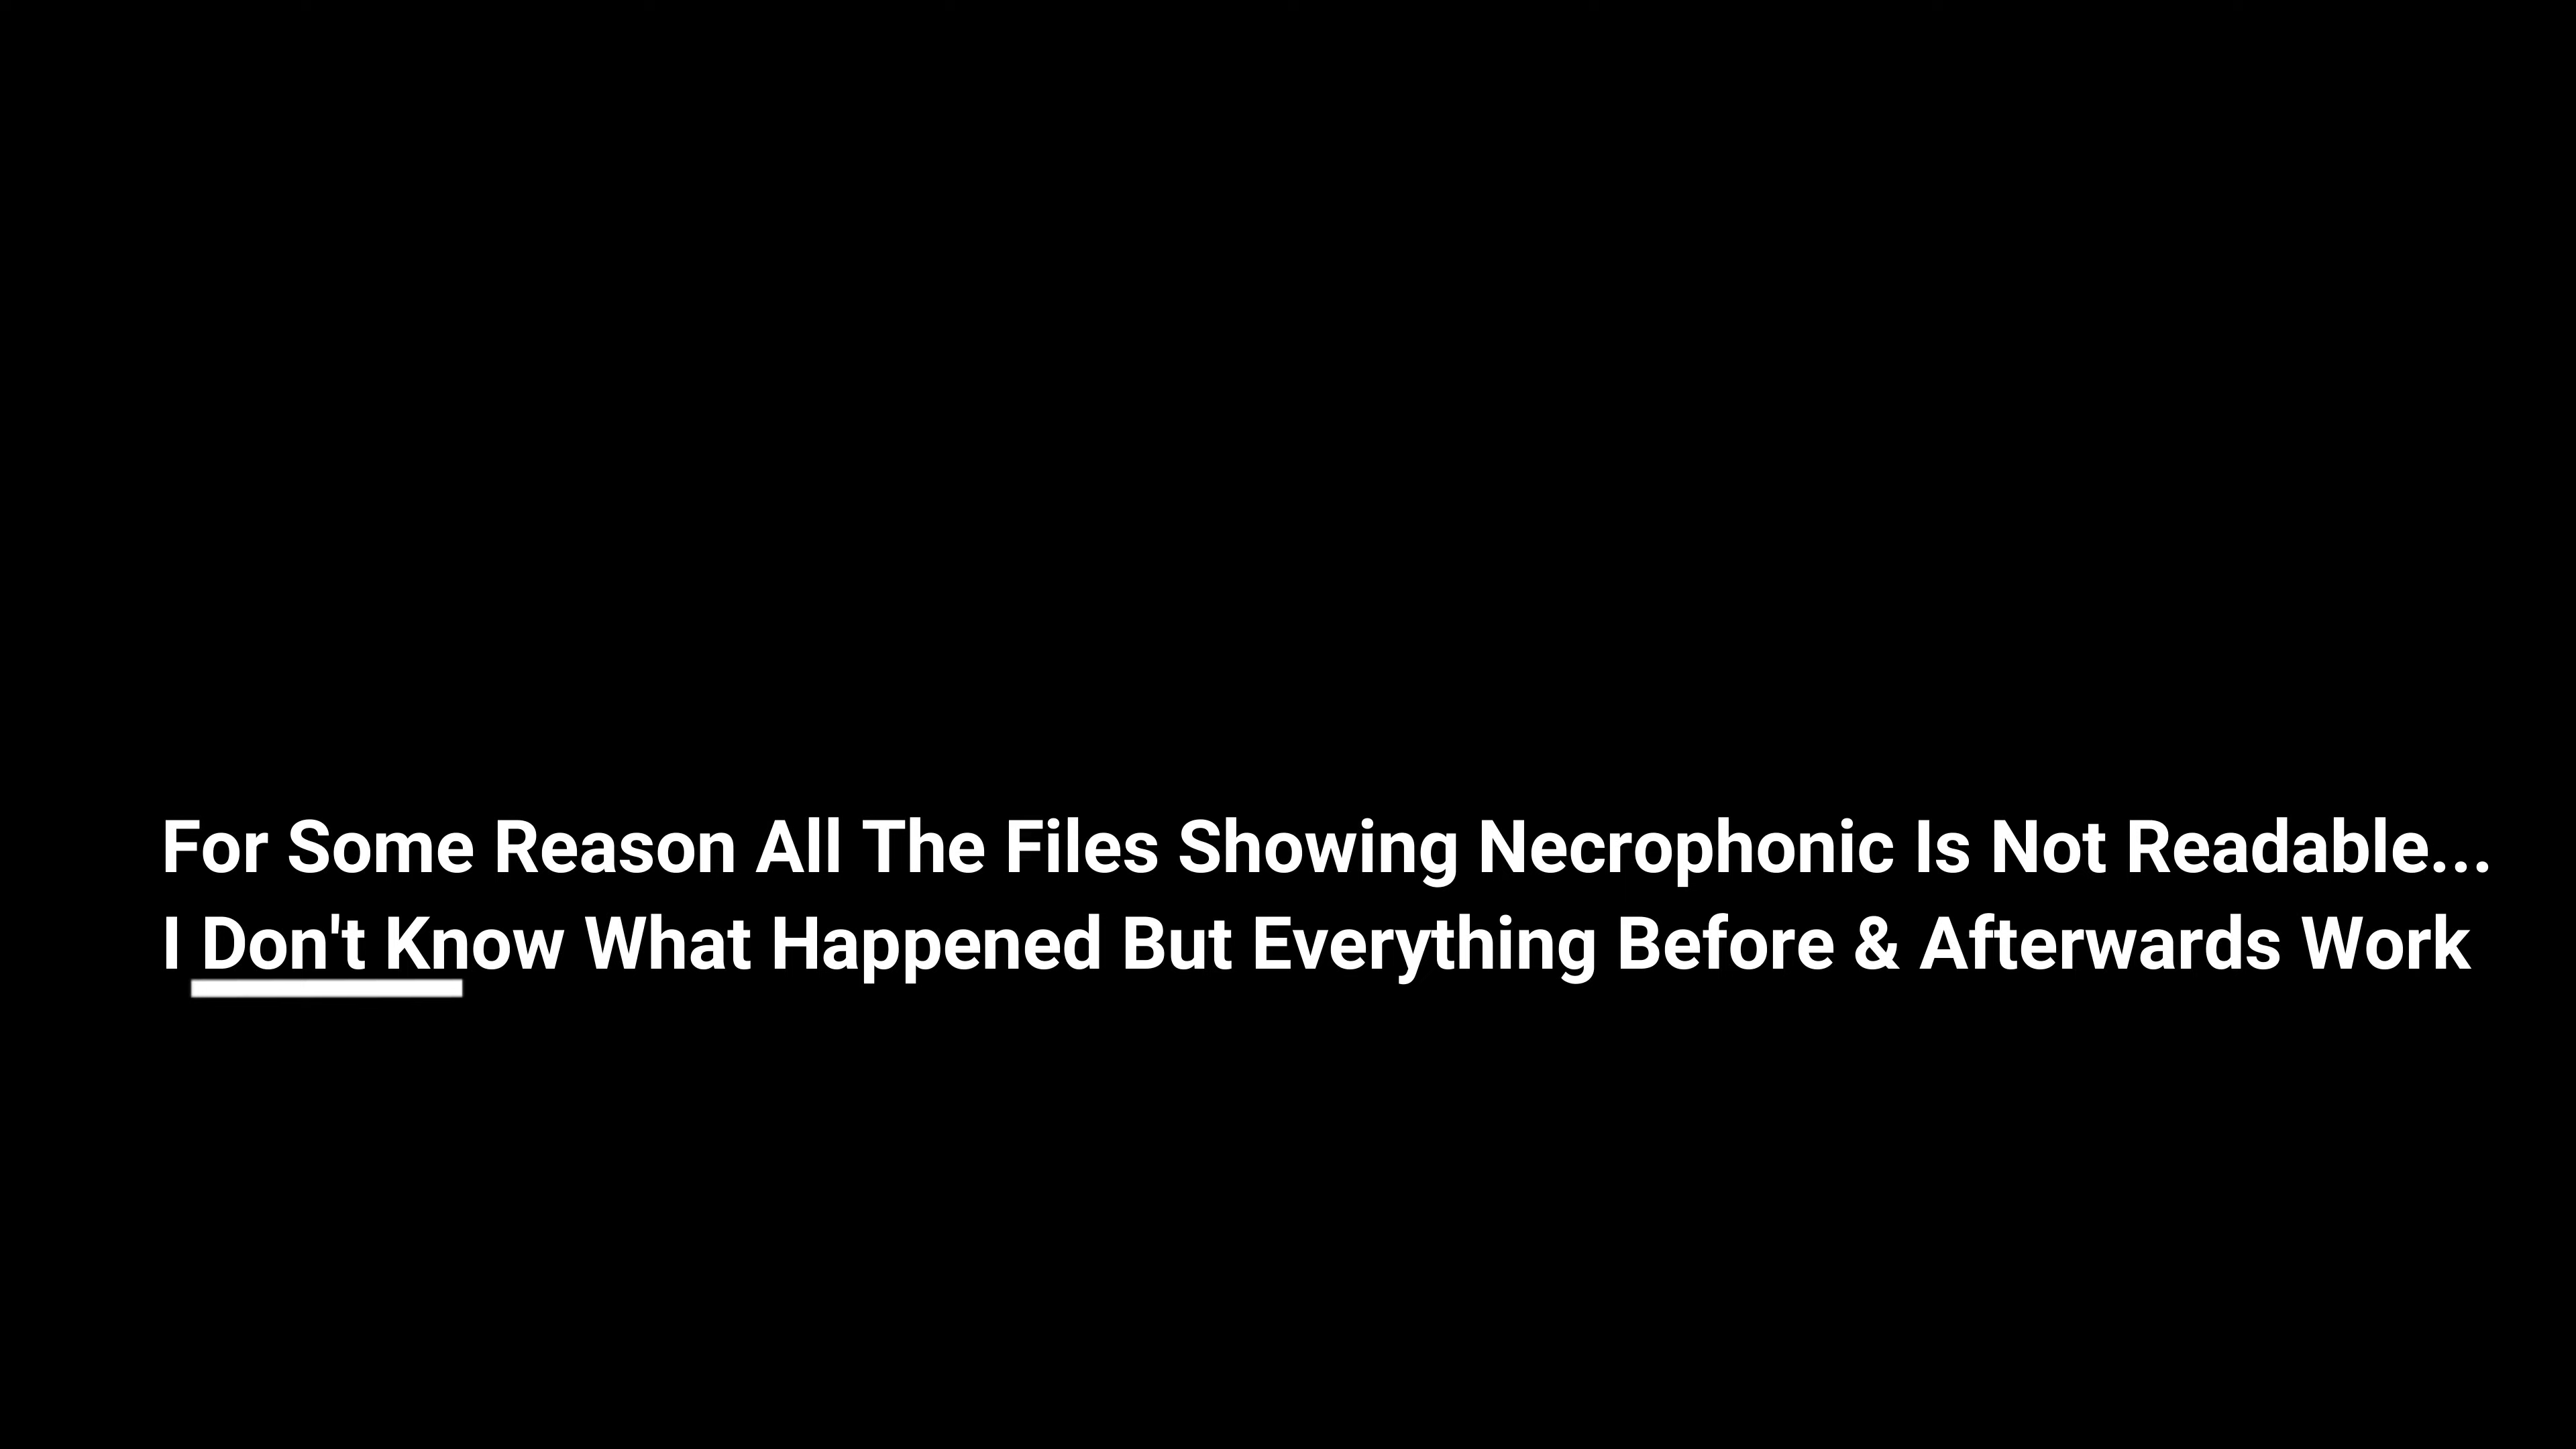 For Some Reason All The Files Showing Necrophonic Is Not Readable...
I Don't Know What Happened But Everything Before & Afterwards Work